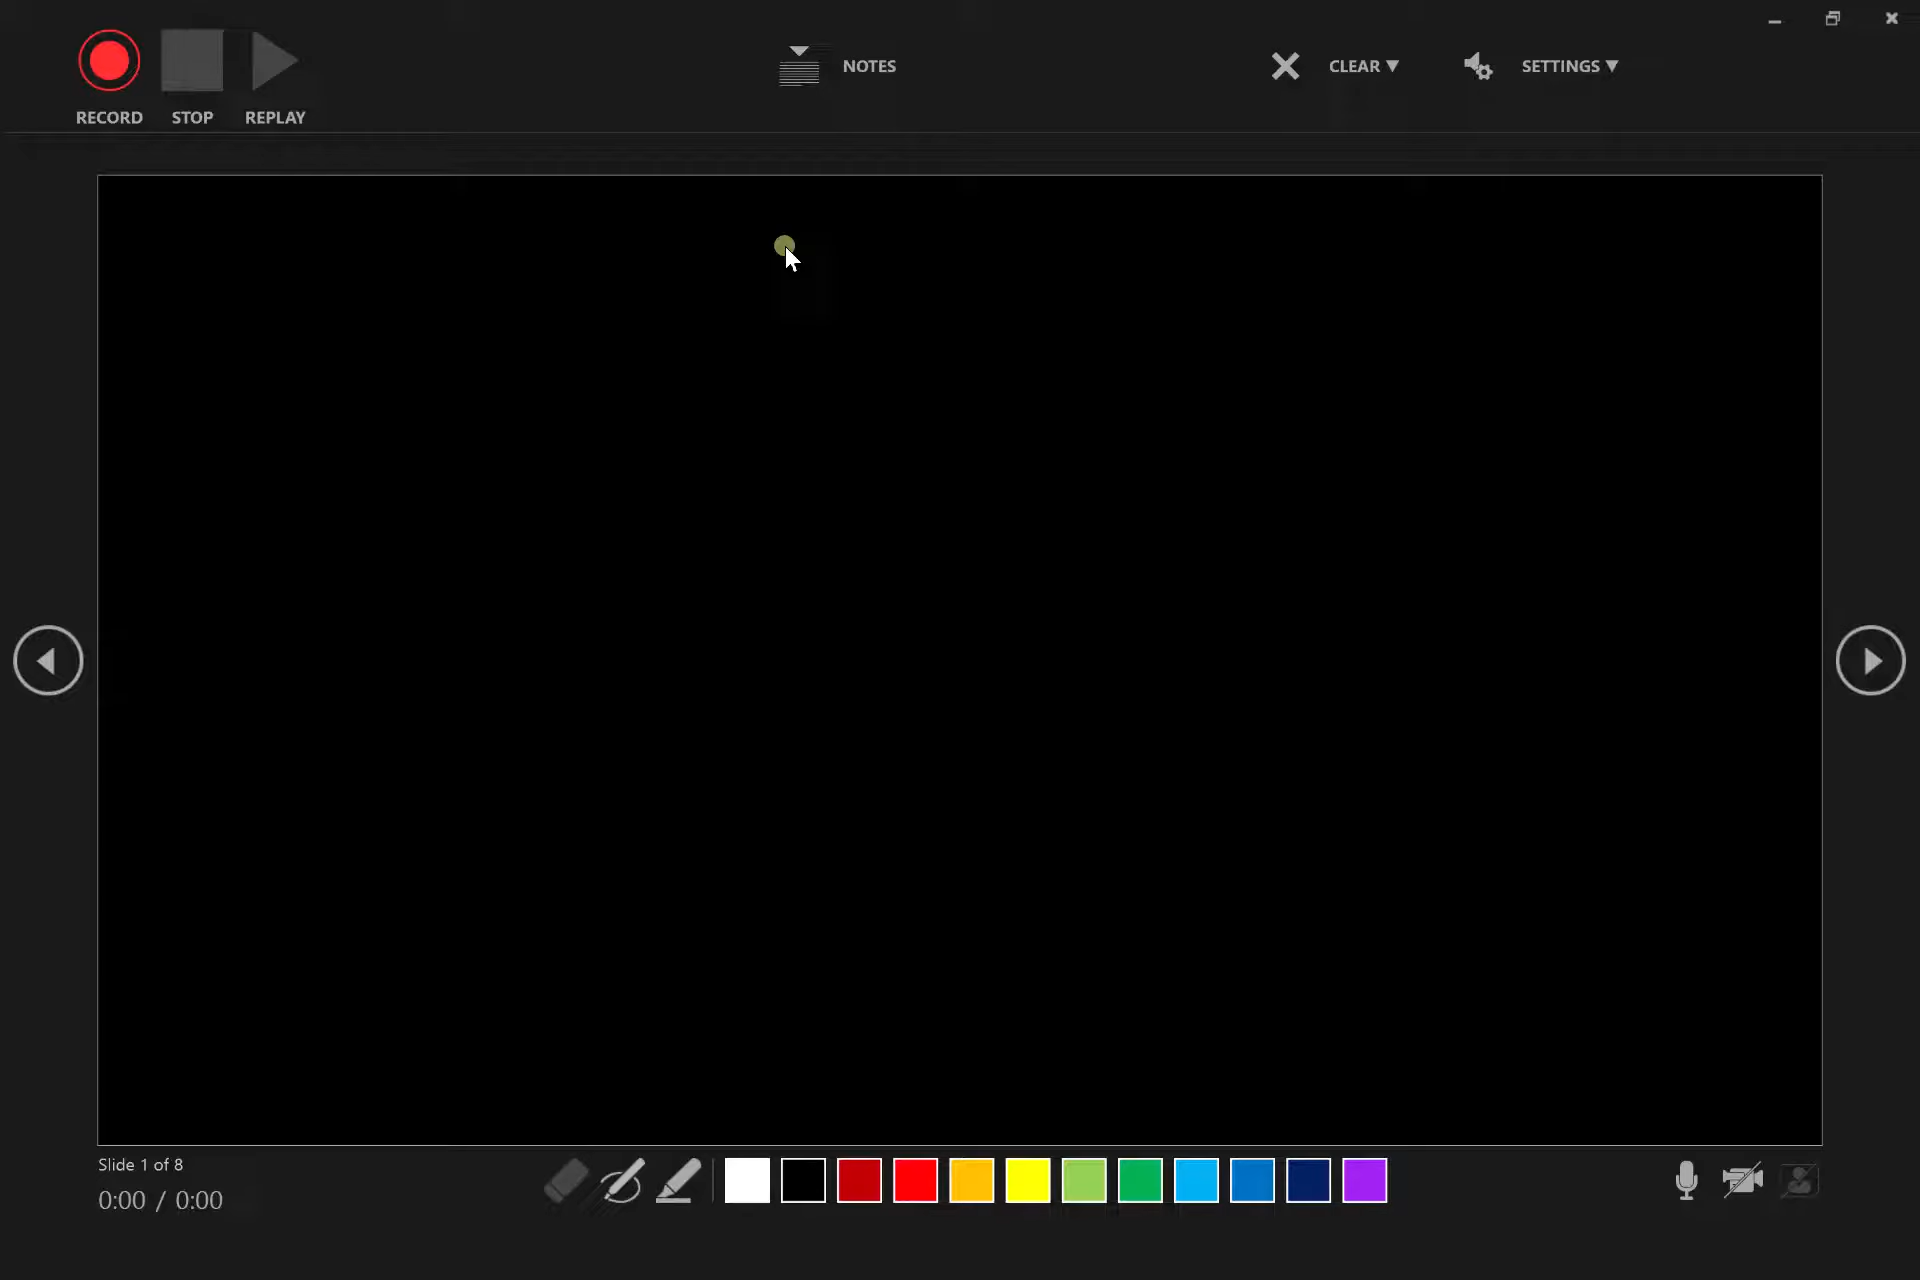 RECORD STOP REPLAY
NOTES
CLEAR ▼
SETTINGS ▼
Slide 1 of 8
0:00 / 0:00